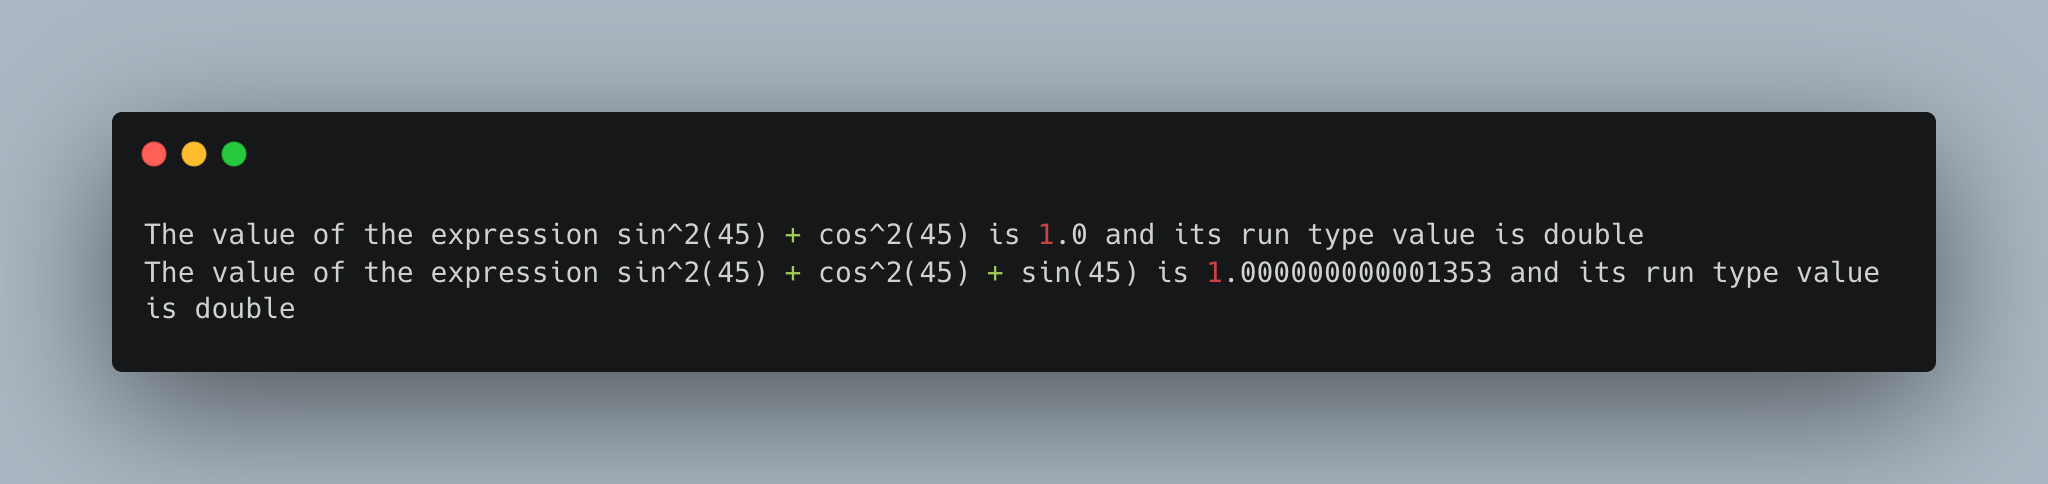 The value of the expression sin^2(45) + cos^2(45) is 1.0 and its run type value is double
The value of the expression sin^2(45) + cos^2(45) + sin(45) is 1.000000000001353 and its run type value
is double